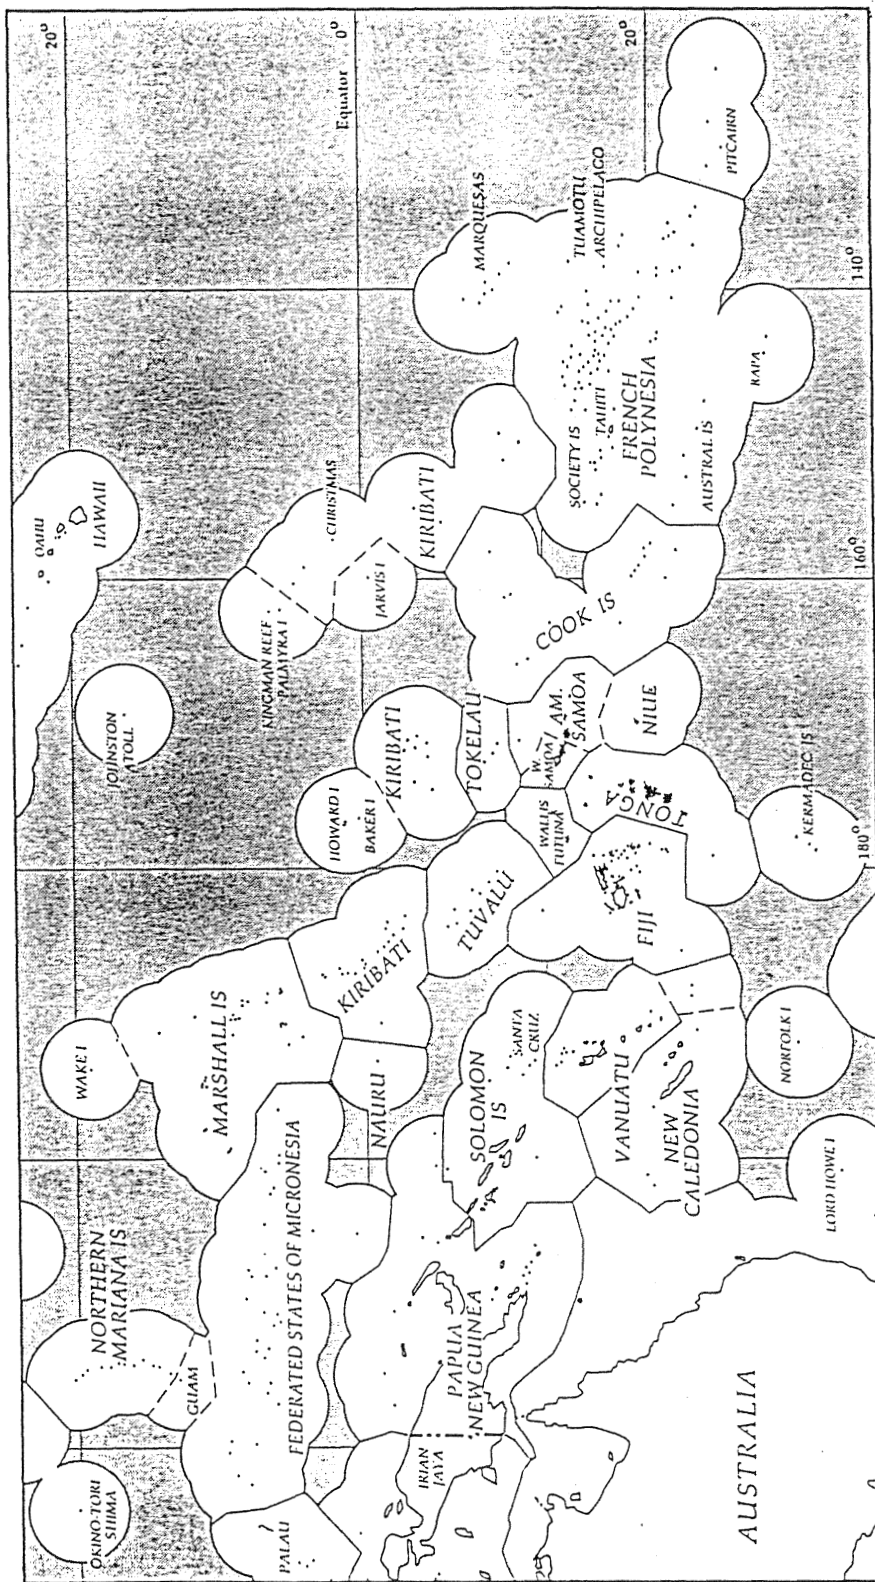 OKINO-TORI
SHIMA
NORTHERN
MARIANA IS
WAKE I
JOHNSTON
ATOLL
OAHU
HAWAII
20°
GUAM
PALAU
FEDERATED STATES OF MICRONESIA
MARSHALL IS
KINGMAN REEF
PALMYRA I
CHRISTMAS
HOWARD I
BAKER I
JARVIS I
Equator
0°
NAURU
KIRIBATI
KIRIBATI
KIRIBATI
IRIAN
JAYA
PAPUA
NEW GUINEA
SOLOMON
IS
SANTA
CRUZ
TUVALU
TOKELAU
MARQUESAS
WALLIS
FUTUNA
W.
SAMOA
AM.
SAMOA
COOK IS
SOCIETY IS
TAHITI
TUAMOTU
ARCHIPELAGO
FRENCH
POLYNESIA
VANUATU
NEW
CALEDONIA
FIJI
TONGA
NIUE
20°
AUSTRAL IS
PITCAIRN
RAPA
AUSTRALIA
LORD HOWE I
NORFOLK I
KERMADEC IS
180°
160°
140°